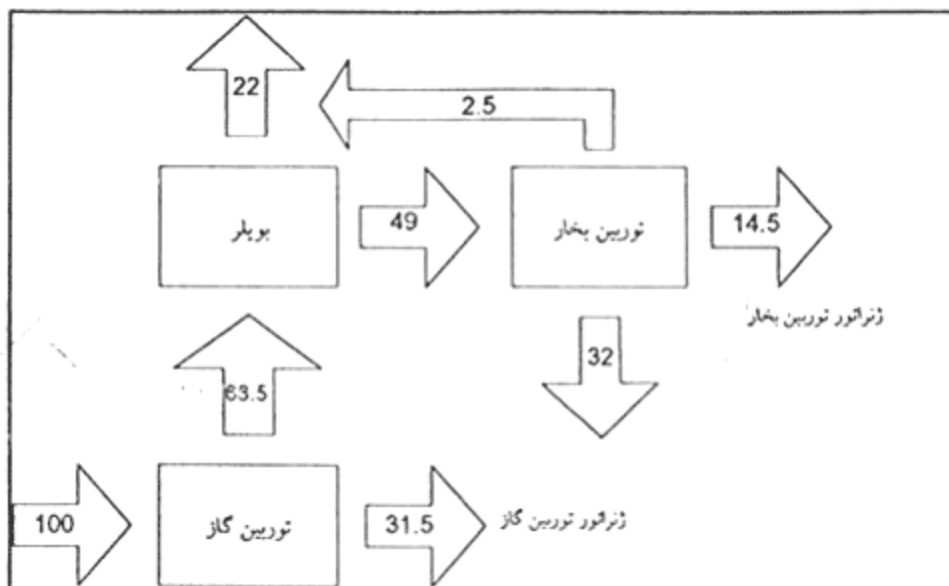 22
2.5
بویلر
49
توربین بخار
14.5
ژنراتور توربین بخار
32
63.5
100
توربین گاز
31.5
ژنراتور توربین گاز